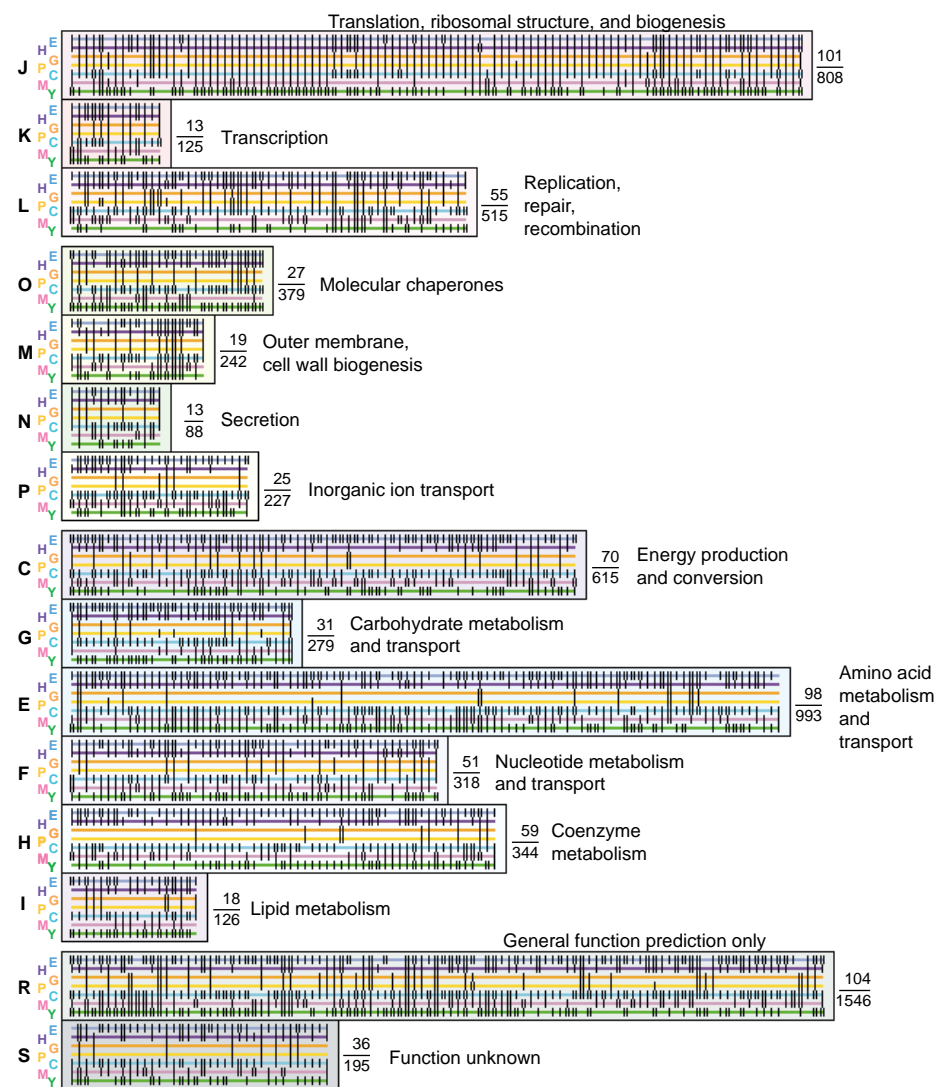 Translation, ribosomal structure, and biogenesis
J
H P M
E G C Y
101
808
K
H P M
E G C Y
13
125
Transcription
L
H P M
E G C Y
55
515
Replication,
repair,
recombination
O
H P M
E G C Y
27
379
Molecular chaperones
M
H P M
E G C Y
19
242
Outer membrane,
cell wall biogenesis
N
H P M
E G C Y
13
88
Secretion
P
H P M
E G C Y
25
227
Inorganic ion transport
C
H P M
E G C Y
70
615
Energy production
and conversion
G
H P M
E G C Y
31
279
Carbohydrate metabolism
and transport
E
H P M
E G C Y
98
993
Amino acid
metabolism
and
transport
F
H P M
E G C Y
51
318
Nucleotide metabolism
and transport
H
H P M
E G C Y
59
344
Coenzyme
metabolism
I
H P M
E G C Y
18
126
Lipid metabolism
General function prediction only
R
H P M
E G C Y
104
1546
S
H P M
E G C Y
36
195
Function unknown